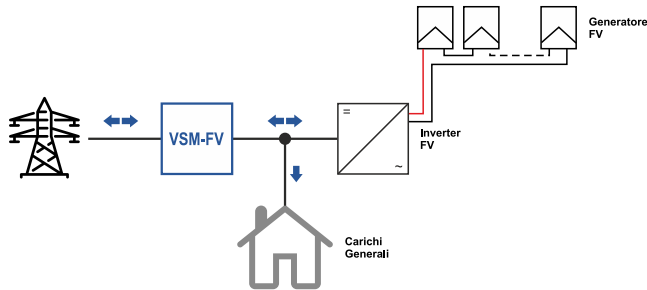 Generatore
FV
VSM-FV
=
Inverter
FV
~
Carichi
Generali